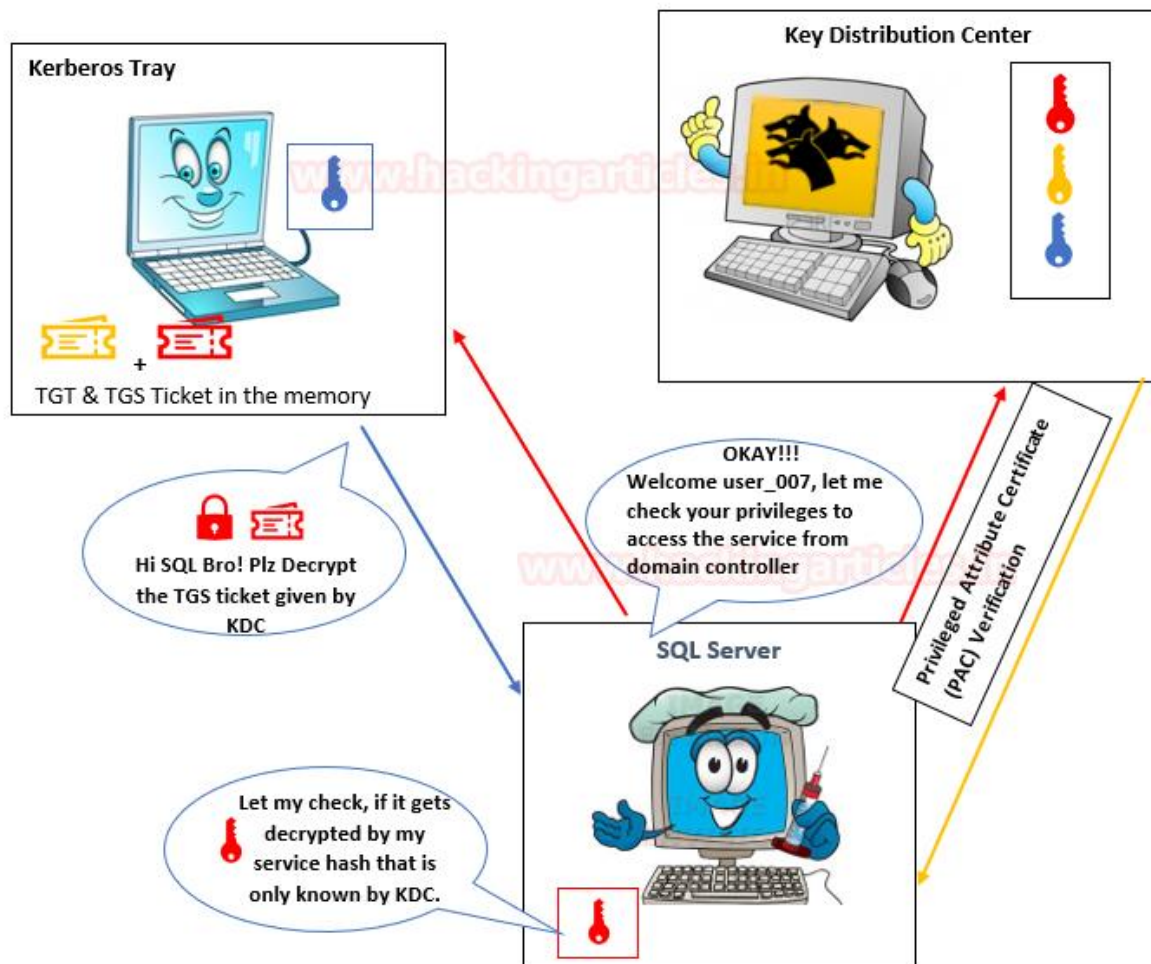 Kerberos Tray
TGT & TGS Ticket in the memory
+
Key Distribution Center
www.hackingarticles.in
Hi SQL Bro! Plz Decrypt
the TGS ticket given by
KDC
OKAY!!!
Welcome user_007, let me
check your privileges to
access the service from
domain controller
www.hackingarticles.in
Privileged Attribute Certificate
(PAC) Verification
SQL Server
Let my check, if it gets
decrypted by my
service hash that is
only known by KDC.